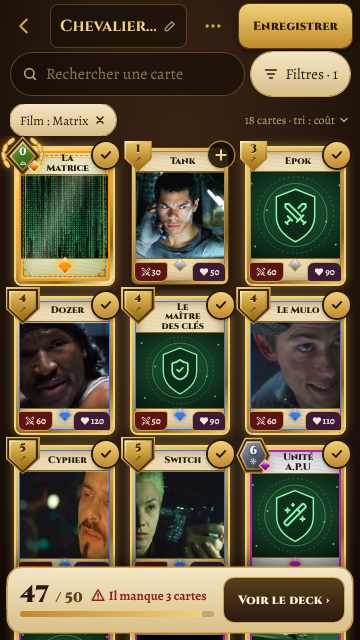 CHEVALIER...
ENREGISTRER
Rechercher une carte
Filtres · 1
Film : Matrix ×
18 cartes · tri : coût
0
LA MATRICE
1
TANK
30
50
3
EPOK
60
90
4
DOZER
60
120
4
LE MAÎTRE DES CLÉS
50
90
4
LE MULO
60
110
5
CYPHER
5
SWITCH
6
UNITÉ A.P.U
47 / 50
Il manque 3 cartes
VOIR LE DECK ›